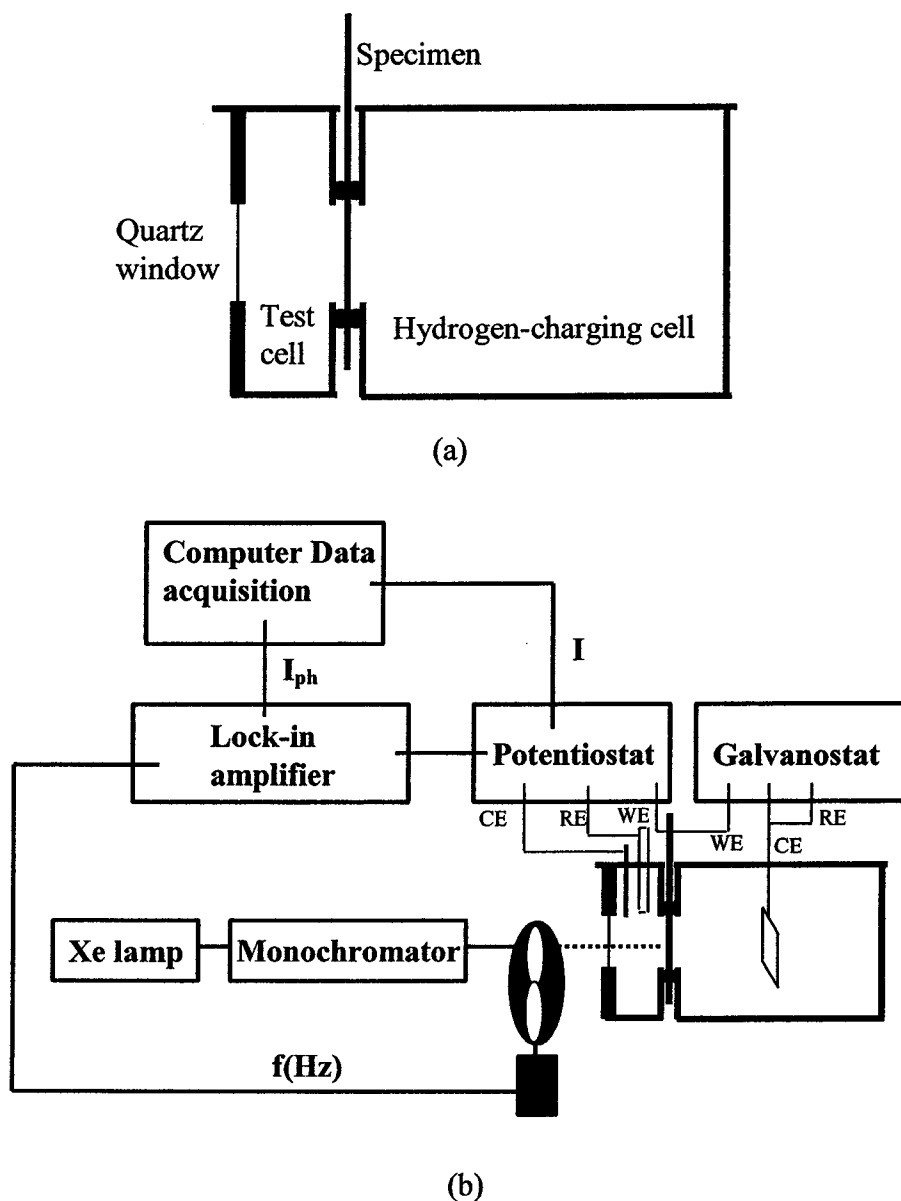 Specimen
Quartz
window
Test
cell
Hydrogen-charging cell
(a)
Computer Data
acquisition
I
Iph
Lock-in
amplifier
Potentiostat
Galvanostat
CE
RE
WE
WE
CE
RE
Xe lamp
Monochromator
f(Hz)
(b)